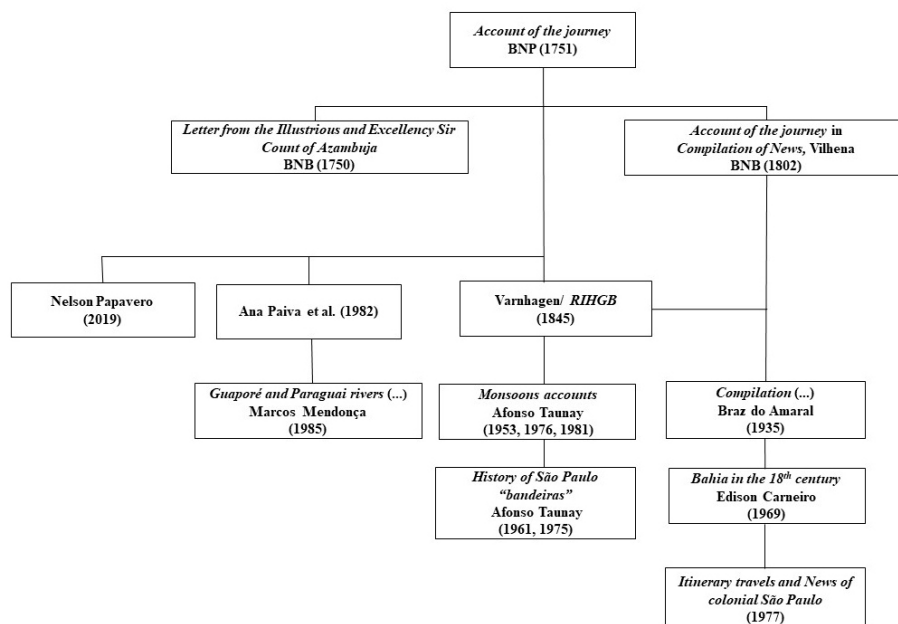 Account of the journey
BNP (1751)
Letter from the Illustrious and Excellency Sir
Count of Azambuja
BNB (1750)
Account of the journey in
Compilation of News, Vilhena
BNB (1802)
Nelson Papavero
(2019)
Ana Paiva et al. (1982)
Varnhagen/ RIHGB
(1845)
Guaporé and Paraguai rivers (...)
Marcos Mendonça
(1985)
Monsoons accounts
Afonso Taunay
(1953, 1976, 1981)
Compilation (...)
Braz do Amaral
(1935)
History of São Paulo
“bandeiras”
Afonso Taunay
(1961, 1975)
Bahia in the 18th century
Edison Carneiro
(1969)
Itinerary travels and News of
colonial São Paulo
(1977)